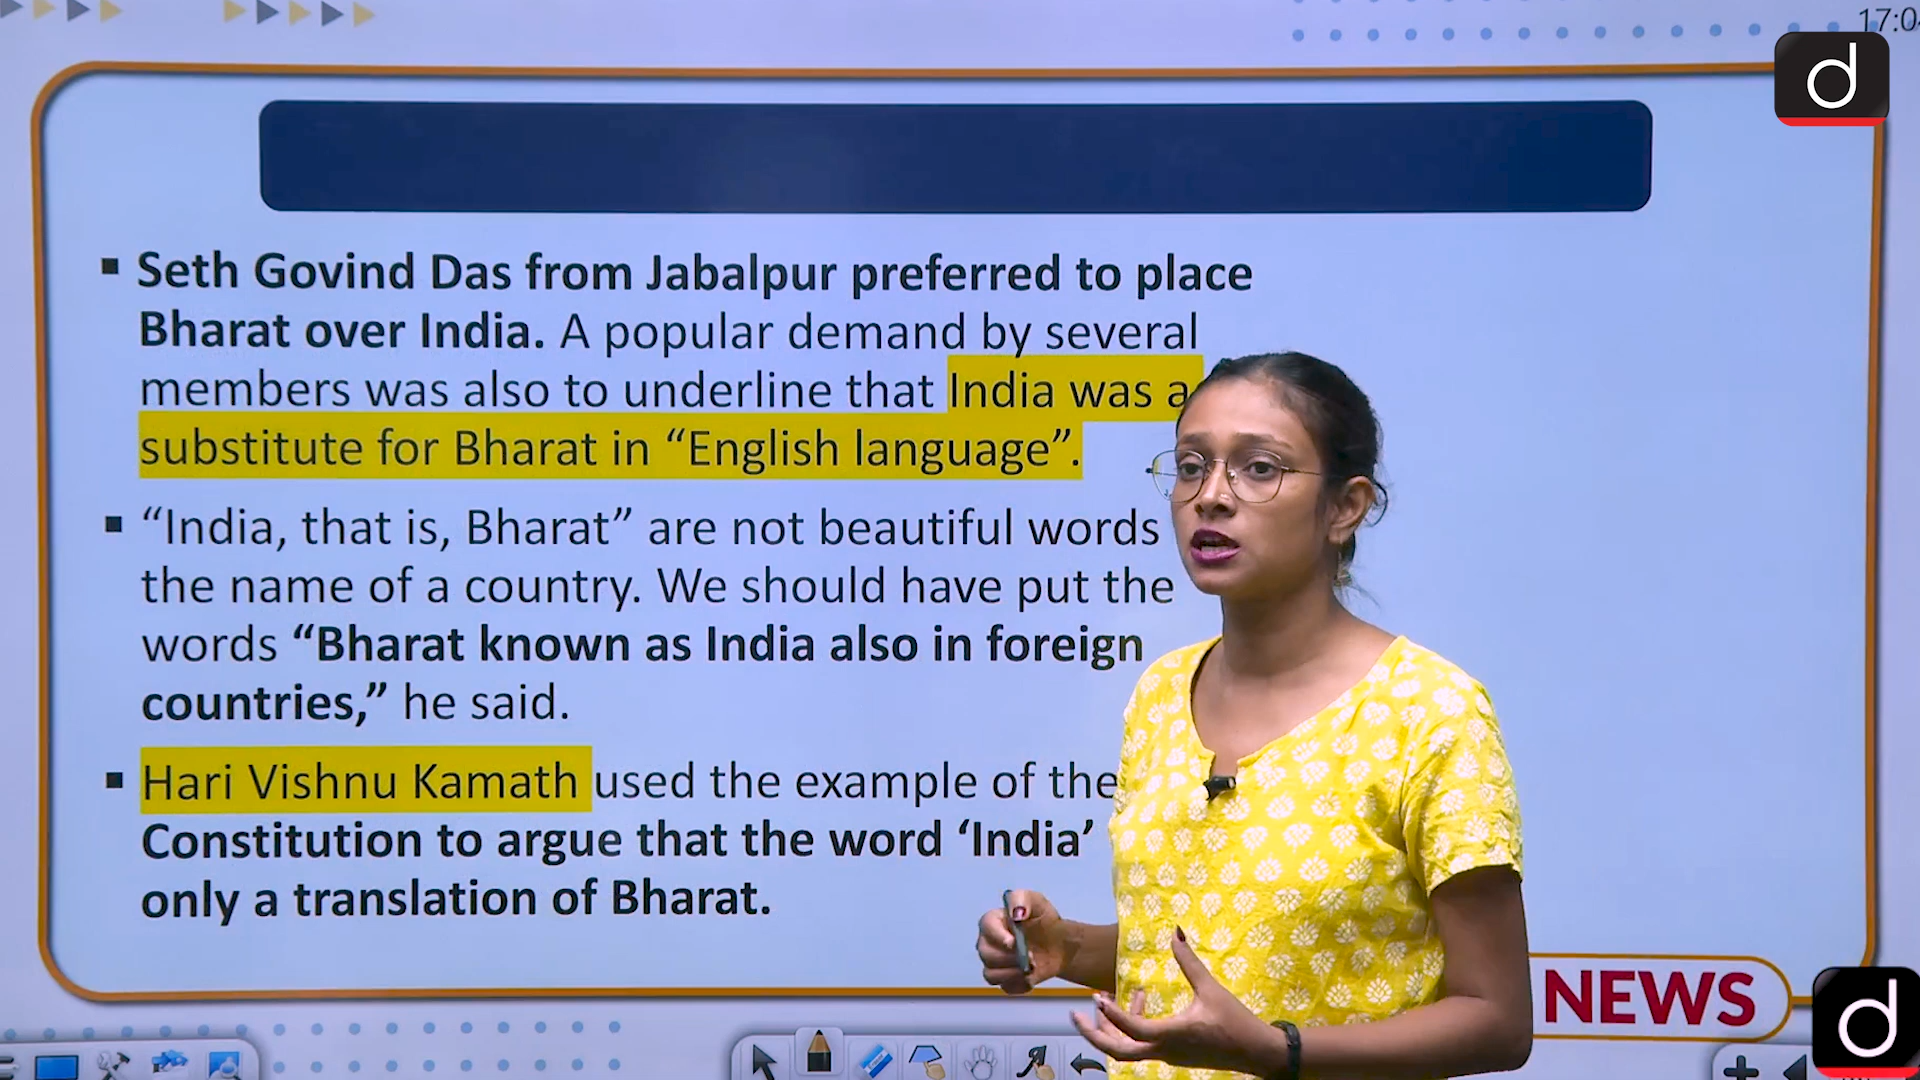 17:0
d
Seth Govind Das from Jabalpur preferred to place
Bharat over India. A popular demand by several
members was also to underline that India was a
substitute for Bharat in “English language”.
“India, that is, Bharat” are not beautiful words
the name of a country. We should have put the
words “Bharat known as India also in foreign
countries,” he said.
Hari Vishnu Kamath used the example of the
Constitution to argue that the word ‘India’
only a translation of Bharat.
NEWS
d